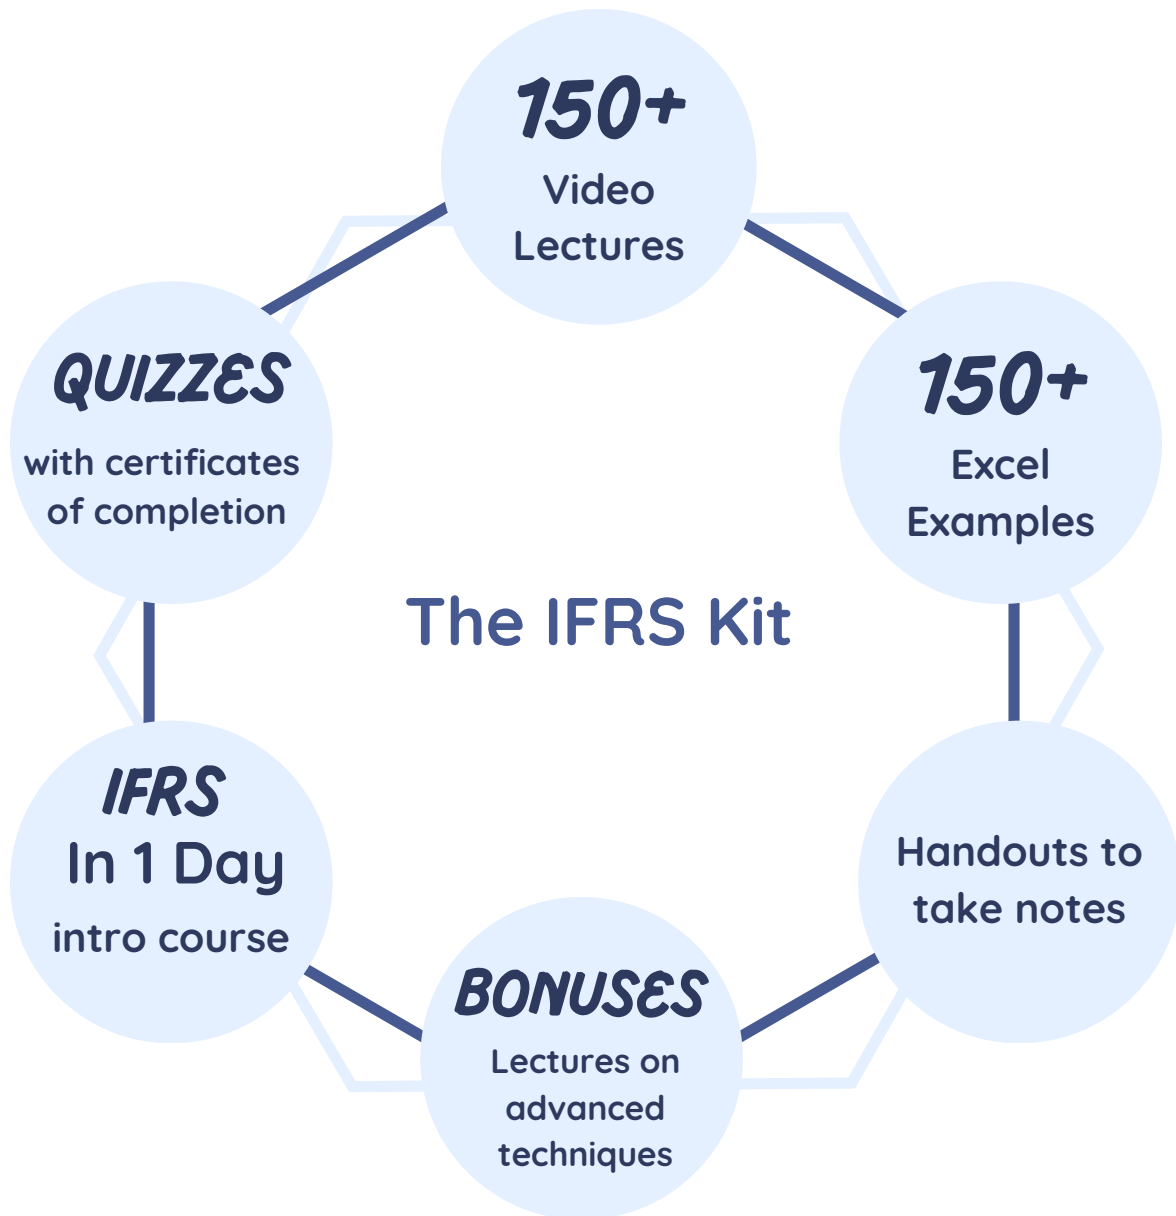 150+
Video
Lectures
150+
Excel
Examples
Handouts to
take notes
BONUSES
Lectures on
advanced
techniques
IFRS
In 1 Day
intro course
QUIZZES
with certificates
of completion
The IFRS Kit